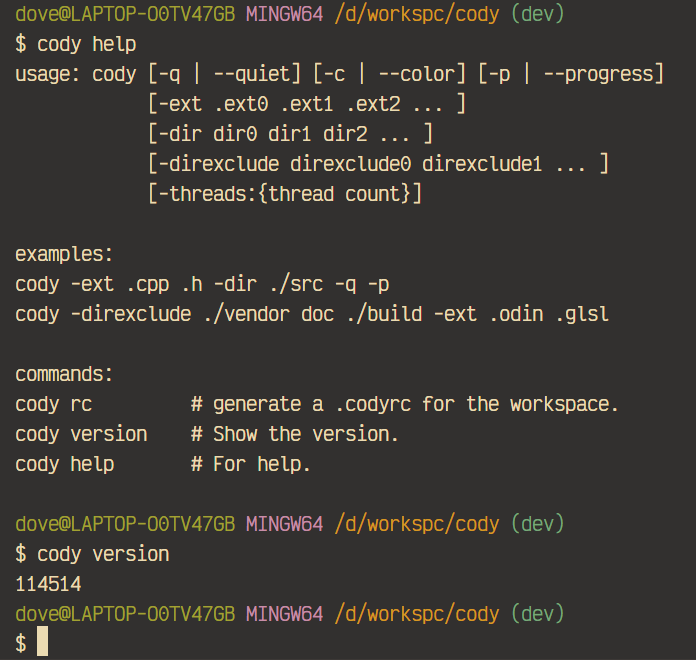 dove@LAPTOP-O0TV47GB MINGW64 /d/workspc/cody (dev)
$ cody help
usage: cody [-q | --quiet] [-c | --color] [-p | --progress]
            [-ext .ext0 .ext1 .ext2 ... ]
            [-dir dir0 dir1 dir2 ... ]
            [-direxclude direxclude0 direxclude1 ... ]
            [-threads:{thread count}]

examples:
cody -ext .cpp .h -dir ./src -q -p
cody -direxclude ./vendor doc ./build -ext .odin .glsl

commands:
cody rc         # generate a .codyrc for the workspace.
cody version    # Show the version.
cody help       # For help.

dove@LAPTOP-O0TV47GB MINGW64 /d/workspc/cody (dev)
$ cody version
114514
dove@LAPTOP-O0TV47GB MINGW64 /d/workspc/cody (dev)
$